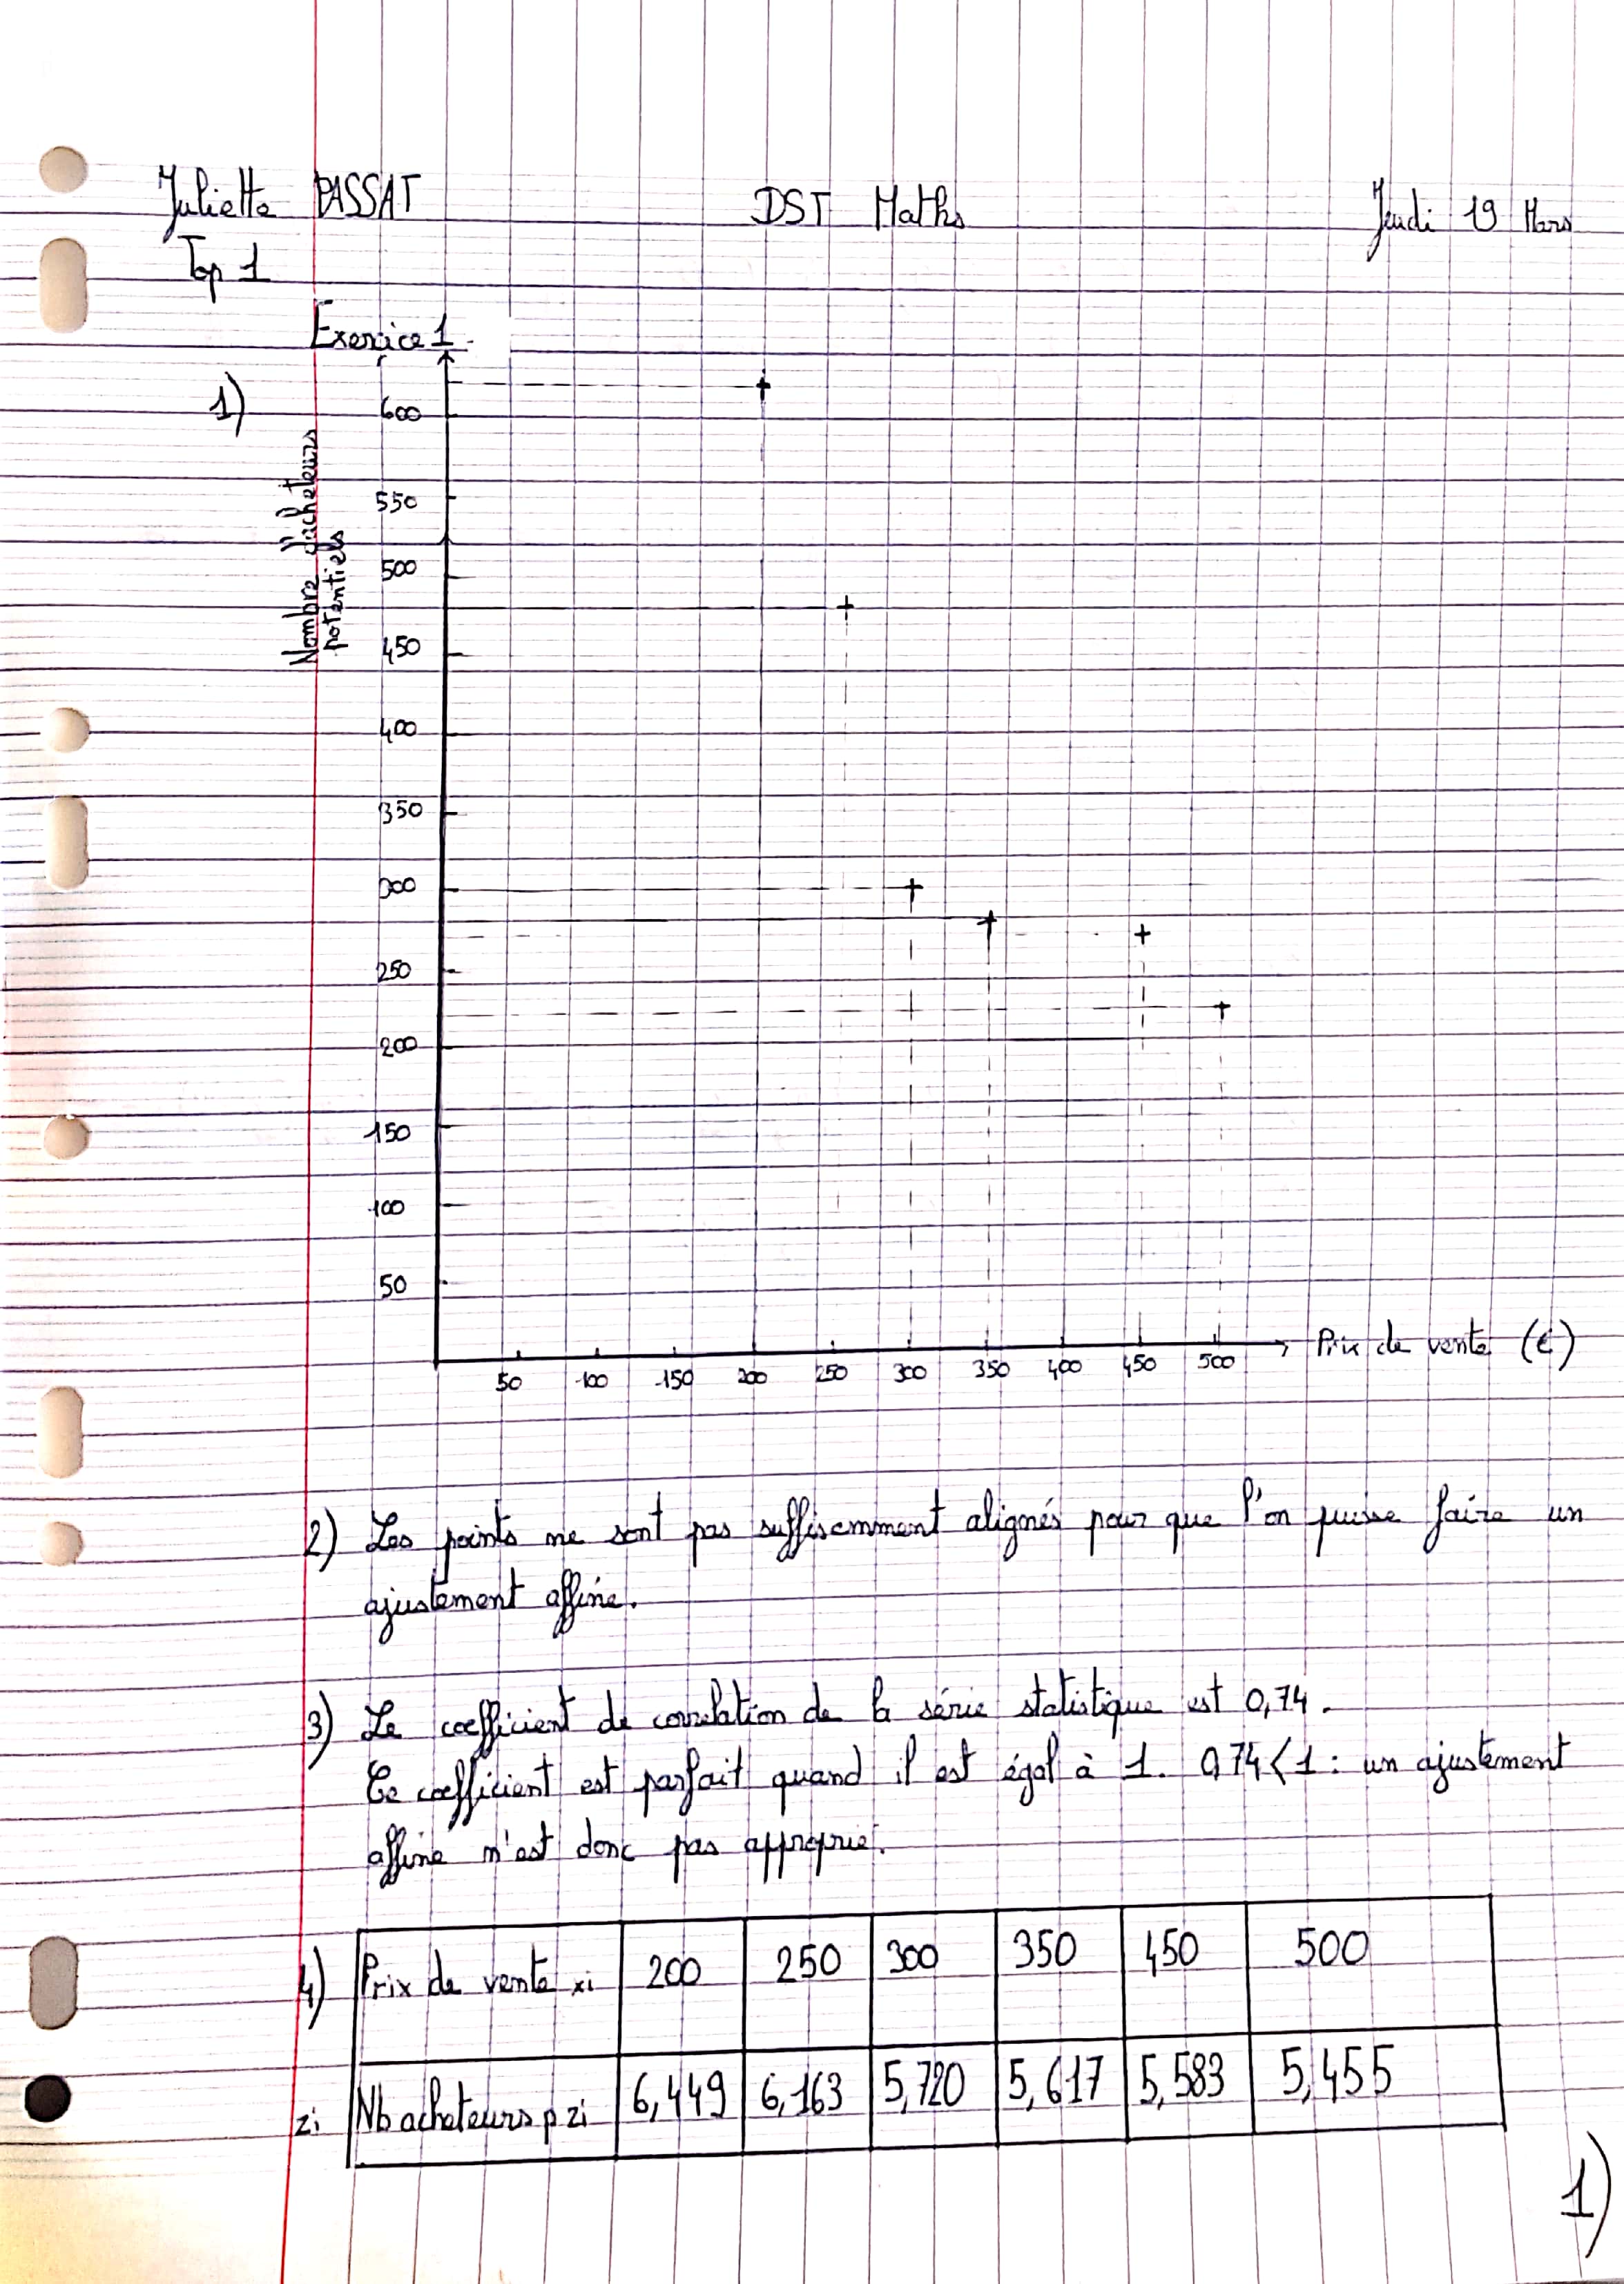 Juliette PASSAT DST Maths Jeudi 19 Mars
Top 1
Exercice 1
1)
Nombre d'acheteurs
potentiels
600
550
500
450
400
350
300
250
200
150
100
50
50 100 150 200 250 300 350 400 450 500 Prix de vente (€)
2) Les points ne sont pas suffisemment alignés pour que l'on puisse faire un
ajustement affine.
3) Le coefficient de corrélation de la série statistique est 0,74.
Ce coefficient est parfait quand il est égal à 1. 0,74<1 : un ajustement
affine n'est donc pas approprié.
4) Prix de vente xi 200 250 300 350 450 500
zi Nb acheteurs p zi 6,449 6,163 5,720 5,617 5,583 5,455
1)